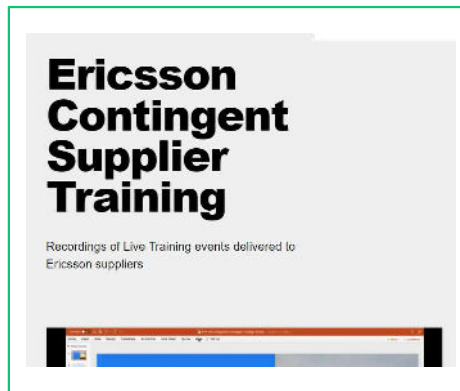 Ericsson
Contingent
Supplier
Training
Recordings of Live Training events delivered to
Ericsson suppliers